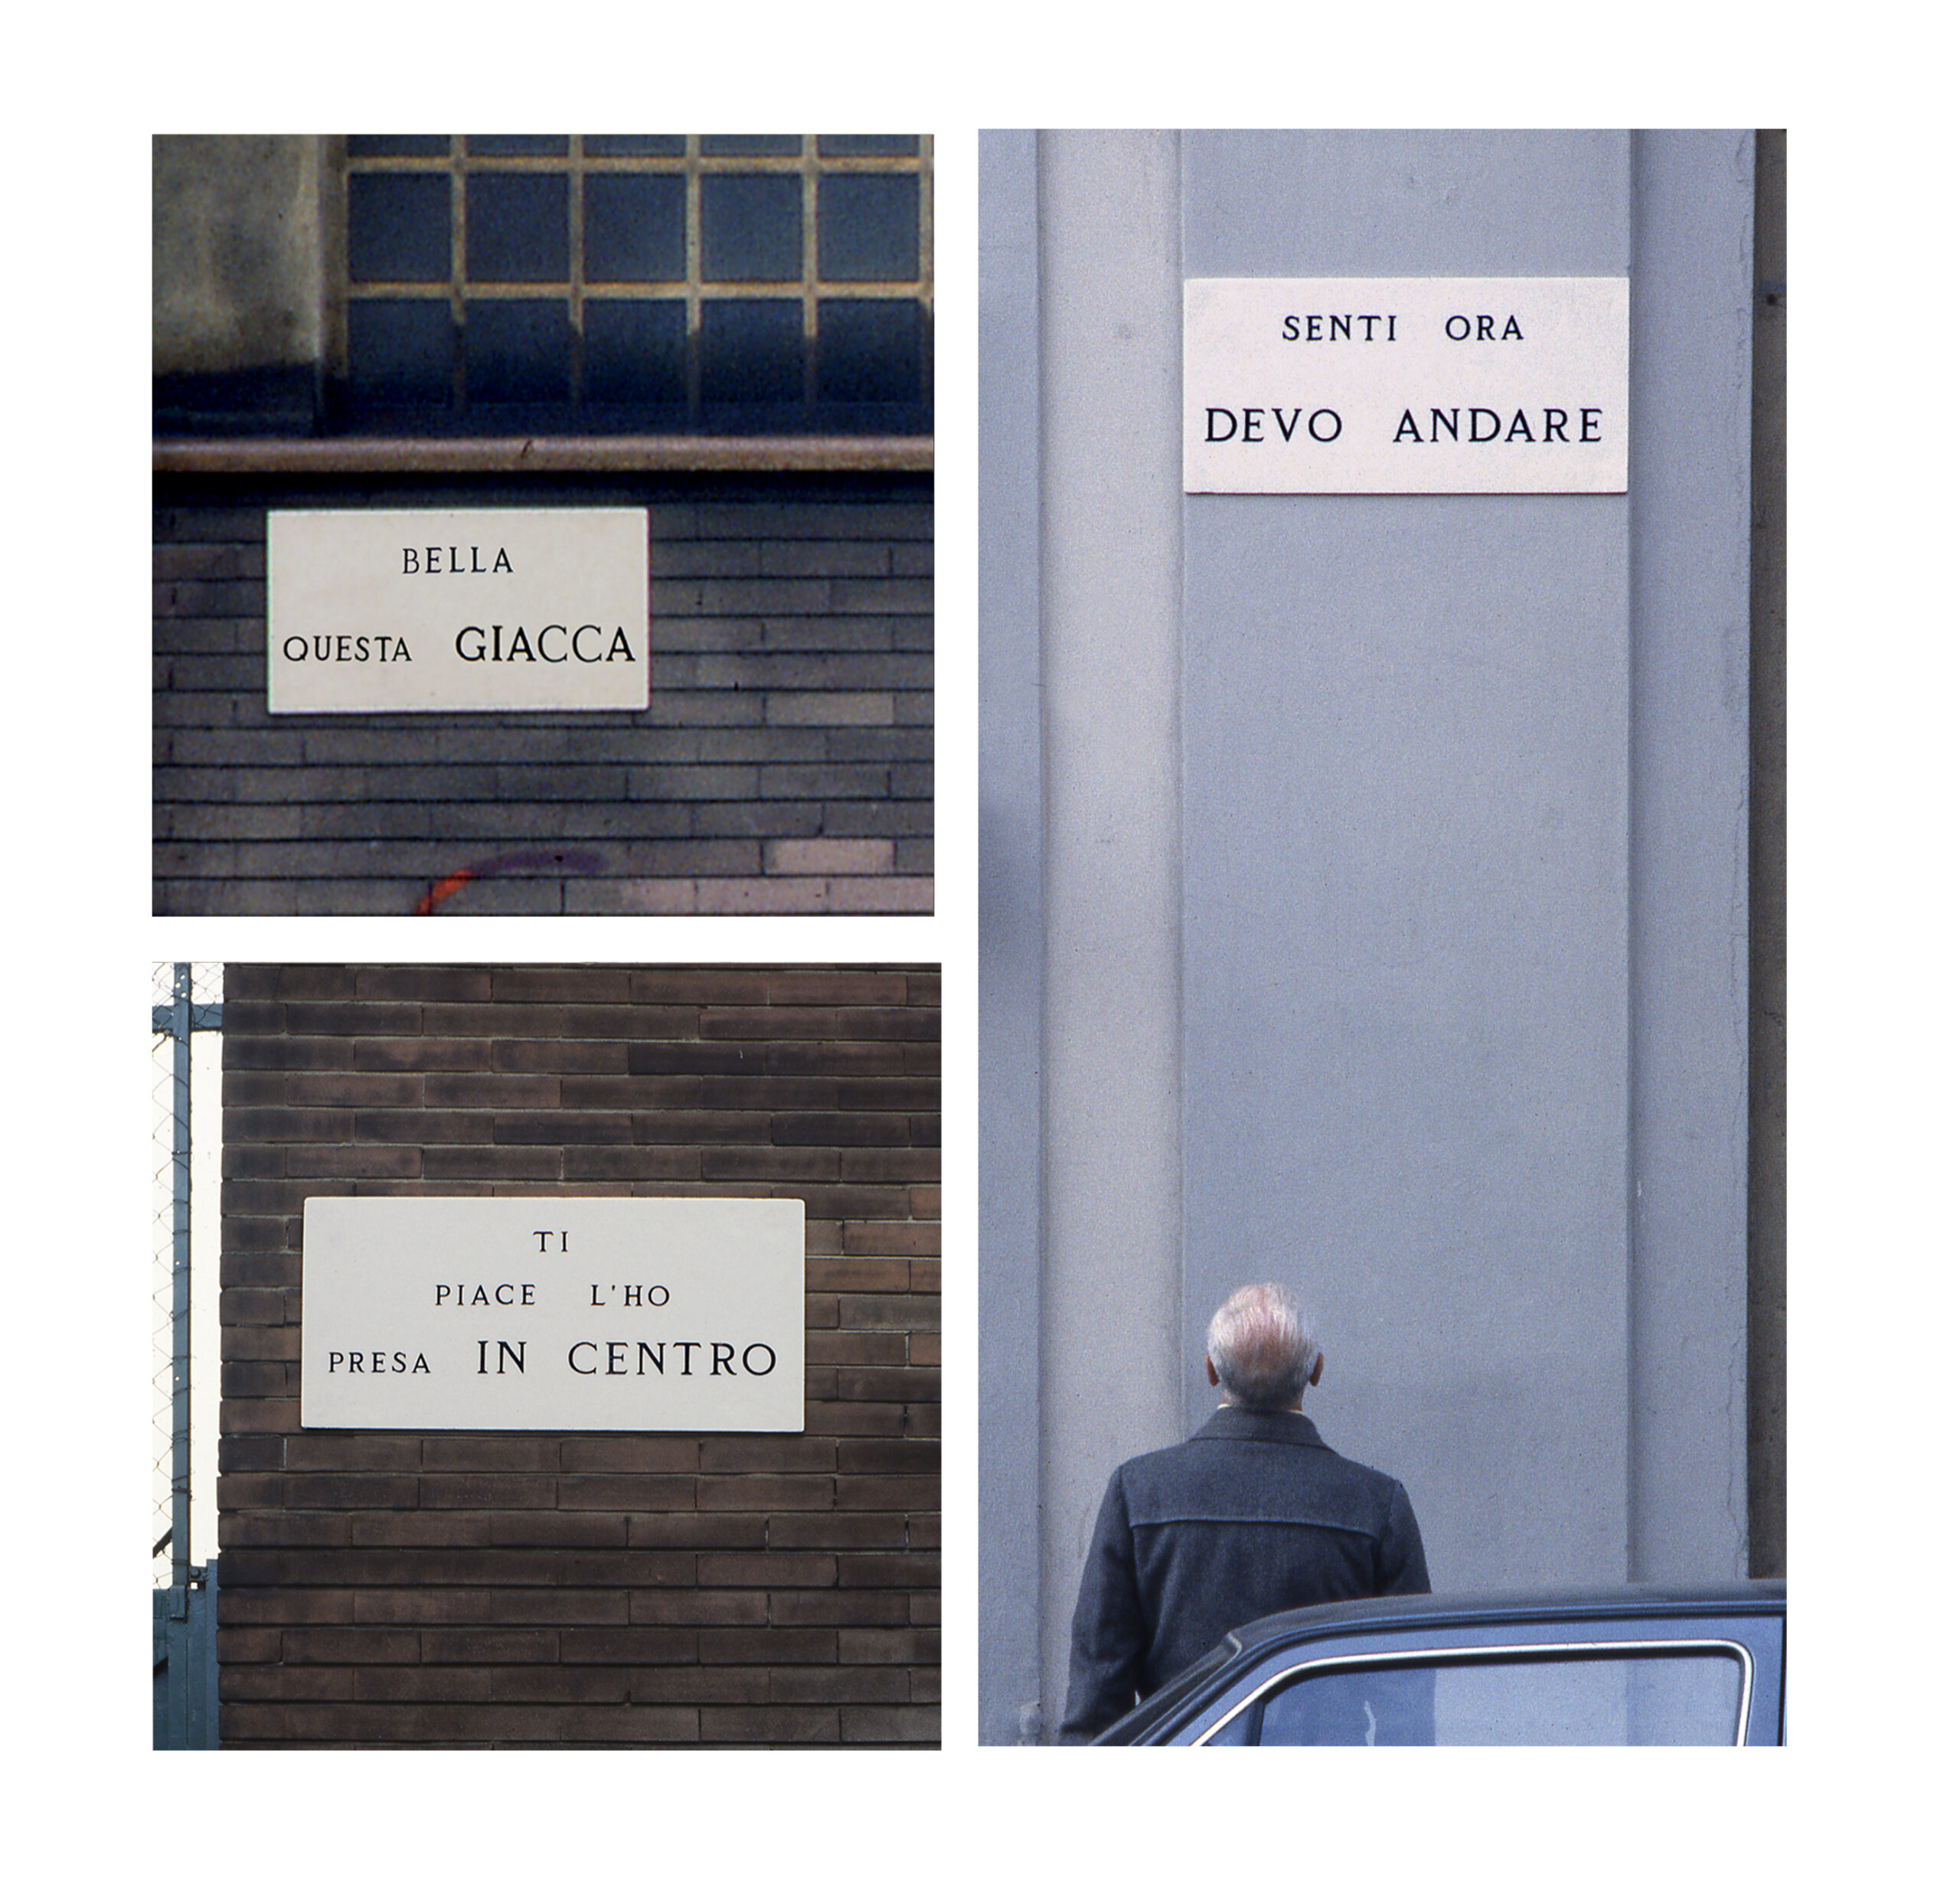 BELLA
QUESTA GIACCA
TI
PIACE L'HO
PRESA IN CENTRO
SENTI ORA
DEVO ANDARE